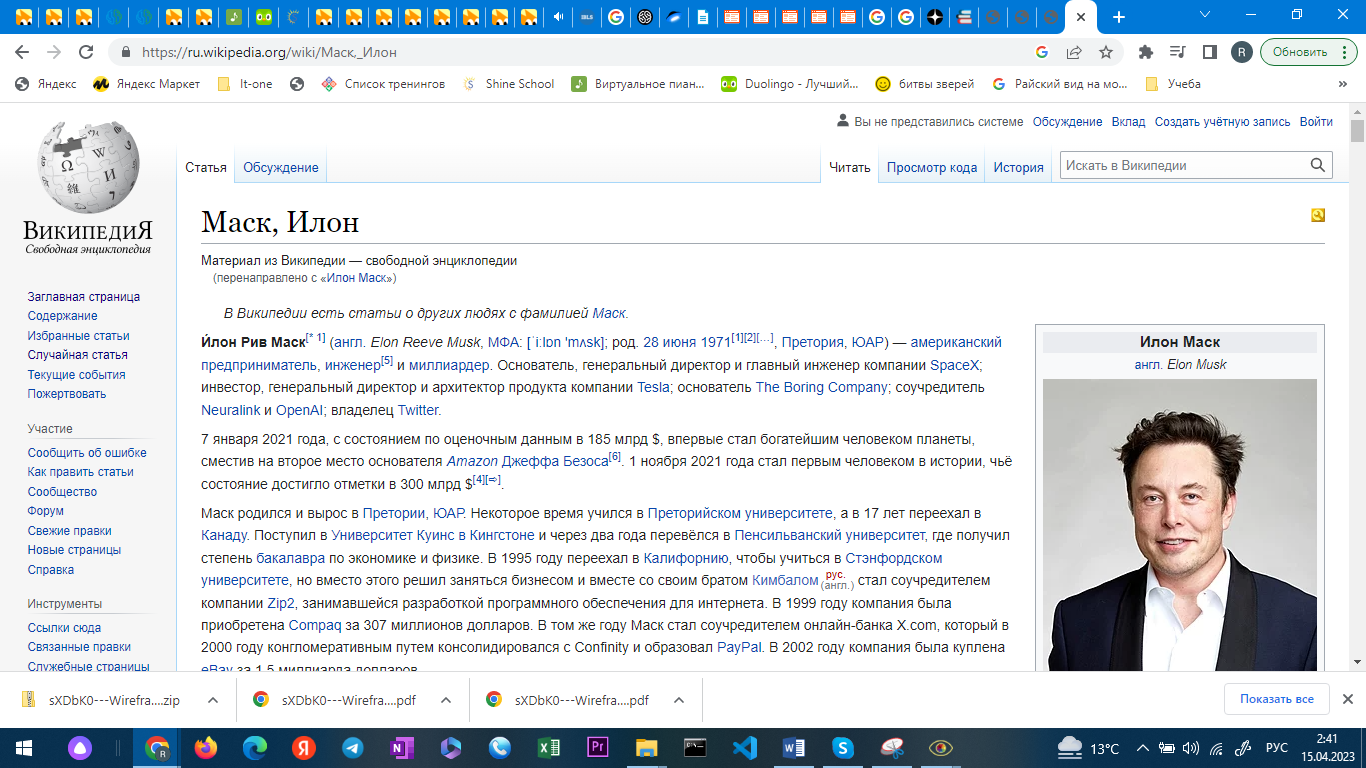 https://ru.wikipedia.org/wiki/Маск,_Илон
R
Обновить
Яндекс
Яндекс Маркет
It-one
Список тренингов
Shine School
Виртуальное пиан...
Duolingo - Лучший...
битвы зверей
Райский вид на мо...
Учеба
»
Вы не представились системе
Обсуждение
Вклад
Создать учётную запись
Войти
ВИКИПЕДИЯ
Свободная энциклопедия
Статья
Обсуждение
Читать
Просмотр кода
История
Искать в Википедии
Заглавная страница
Содержание
Избранные статьи
Случайная статья
Текущие события
Пожертвовать
Участие
Сообщить об ошибке
Как править статьи
Сообщество
Форум
Свежие правки
Новые страницы
Справка
Инструменты
Ссылки сюда
Связанные правки
Служебные страницы
Маск, Илон
Материал из Википедии — свободной энциклопедии
(перенаправлено с «Илон Маск»)
В Википедии есть статьи о других людях с фамилией Маск.
И́лон Рив Маск[* 1] (англ. Elon Reeve Musk, МФА: [ˈiːlɒn 'mʌsk]; род. 28 июня 1971[1][2][…], Претория, ЮАР) — американский
предприниматель, инженер[5] и миллиардер. Основатель, генеральный директор и главный инженер компании SpaceX;
инвестор, генеральный директор и архитектор продукта компании Tesla; основатель The Boring Company; соучредитель
Neuralink и OpenAI; владелец Twitter.
7 января 2021 года, с состоянием по оценочным данным в 185 млрд $, впервые стал богатейшим человеком планеты,
сместив на второе место основателя Amazon Джеффа Безоса[6]. 1 ноября 2021 года стал первым человеком в истории, чьё
состояние достигло отметки в 300 млрд $[4][⇨].
Маск родился и вырос в Претории, ЮАР. Некоторое время учился в Преторийском университете, а в 17 лет переехал в
Канаду. Поступил в Университет Куинс в Кингстоне и через два года перевёлся в Пенсильванский университет, где получил
степень бакалавра по экономике и физике. В 1995 году переехал в Калифорнию, чтобы учиться в Стэнфордском
университете, но вместо этого решил заняться бизнесом и вместе со своим братом Кимбалом рус. (англ.) стал соучредителем
компании Zip2, занимавшейся разработкой программного обеспечения для интернета. В 1999 году компания была
приобретена Compaq за 307 миллионов долларов. В том же году Маск стал соучредителем онлайн-банка X.com, который в
2000 году конгломеративным путем консолидировался с Confinity и образовал PayPal. В 2002 году компания была куплена
eBay за 1,5 миллиарда долларов.
Илон Маск
англ. Elon Musk
sXDbK0---Wirefra....zip
sXDbK0---Wirefra....pdf
sXDbK0---Wirefra....pdf
Показать все
13°C
РУС
2:41
15.04.2023